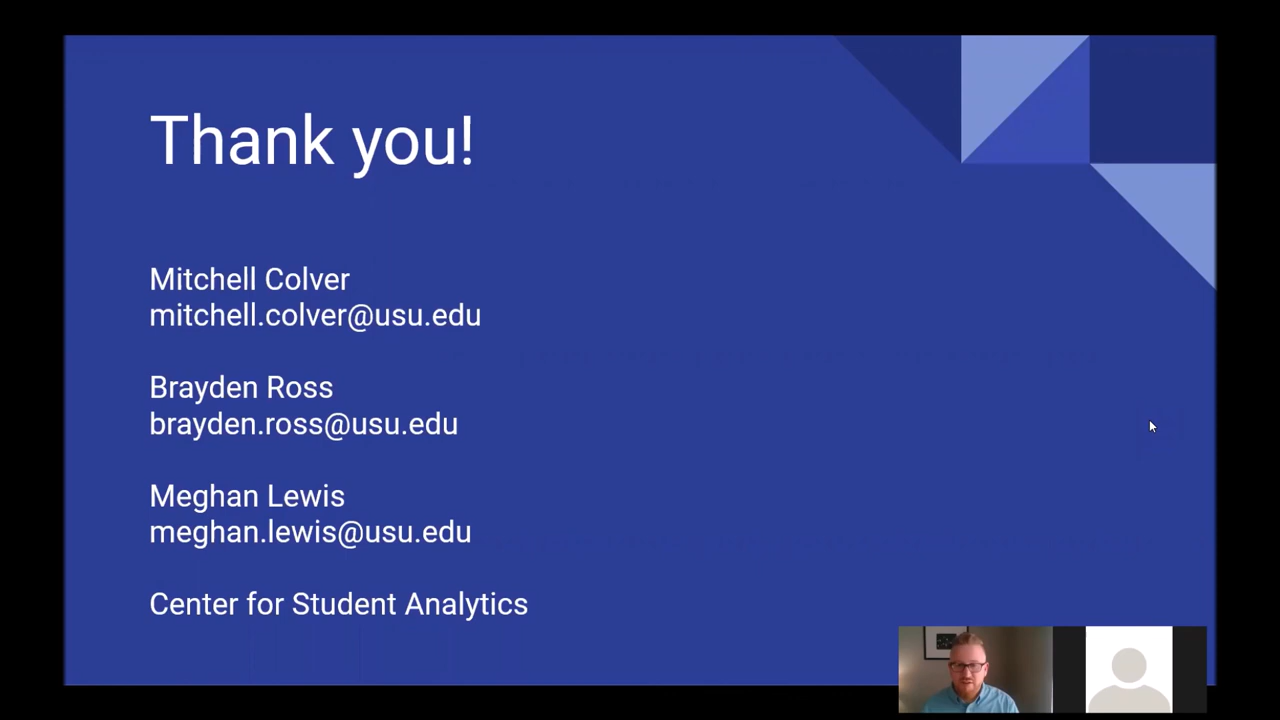 Thank you!
Mitchell Colver
mitchell.colver@usu.edu
Brayden Ross
brayden.ross@usu.edu
Meghan Lewis
meghan.lewis@usu.edu
Center for Student Analytics